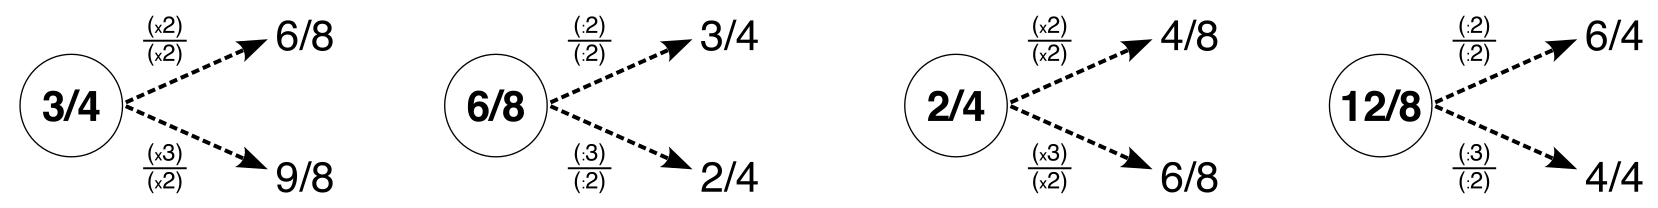 (x2) 6/8
(x2)
3/4
(x3)
(x2) 9/8
(:2) 3/4
(:2)
6/8
(:3)
(:2) 2/4
(x2) 4/8
(x2)
2/4
(x3)
(x2) 6/8
(:2) 6/4
(:2)
12/8
(:3)
(:2) 4/4